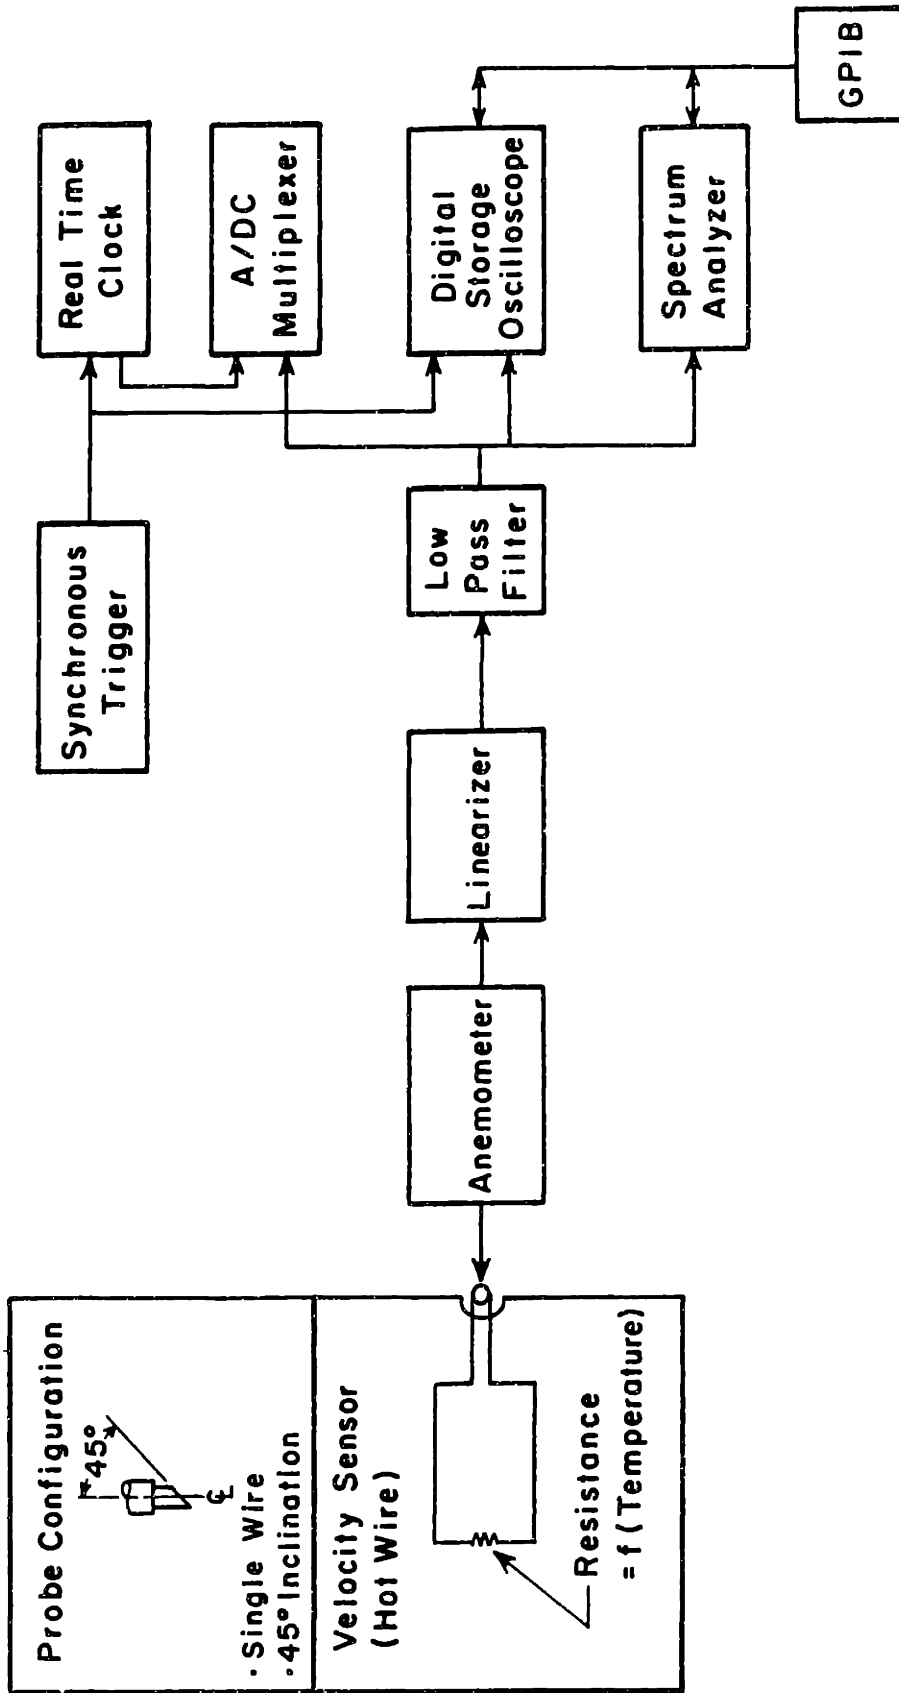 Probe Configuration
45°
℄
· Single Wire
· 45° Inclination
Velocity Sensor
(Hot Wire)
Resistance
= f (Temperature)
Anemometer
Linearizer
Low
Pass
Filter
Synchronous
Trigger
Real Time
Clock
A/DC
Multiplexer
Digital
Storage
Oscilloscope
Spectrum
Analyzer
GPIB